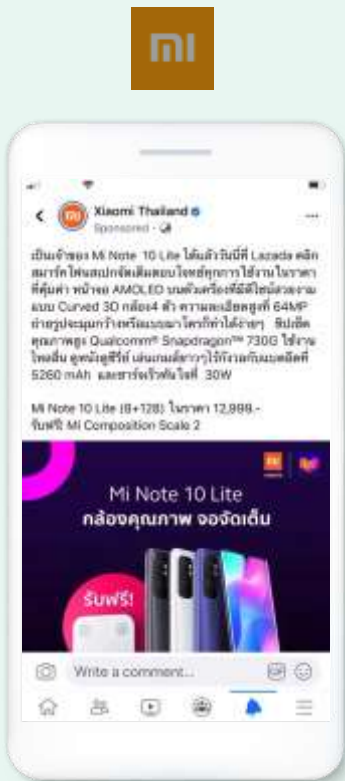 mi
Xiaomi Thailand
Sponsored
เป็นเจ้าของ Mi Note 10 Lite ได้แล้ววันนี้ที่ Lazada คลิก
สมาร์ทโฟนสเปกจัดเต็มตอบโจทย์ทุกการใช้งานในราคา
ที่คุ้มค่า หน้าจอ AMOLED บนตัวเครื่องที่มีดีไซน์สวยงาม
แบบ Curved 3D กล้อง4 ตัว ความละเอียดสูงที่ 64MP
ถ่ายรูปจะมุมกว้างหรือแบบมาโครก็ทำได้ง่ายๆ ชิปเซ็ต
คุณภาพสูง Qualcomm® Snapdragon™ 730G ใช้งาน
ไหลลื่น ดูหนังดูซีรี่ส์ เล่นเกมส์ยาวๆไร้กังวลกับแบตอึดที่
5260 mAh และชาร์จเร็วทันใจที่ 30W
Mi Note 10 Lite (8+128) ในราคา 12,999.-
รับฟรี! Mi Composition Scale 2
mi
Mi Note 10 Lite
กล้องคุณภาพ จอจัดเต็ม
รับฟรี!
Write a comment...
GIF